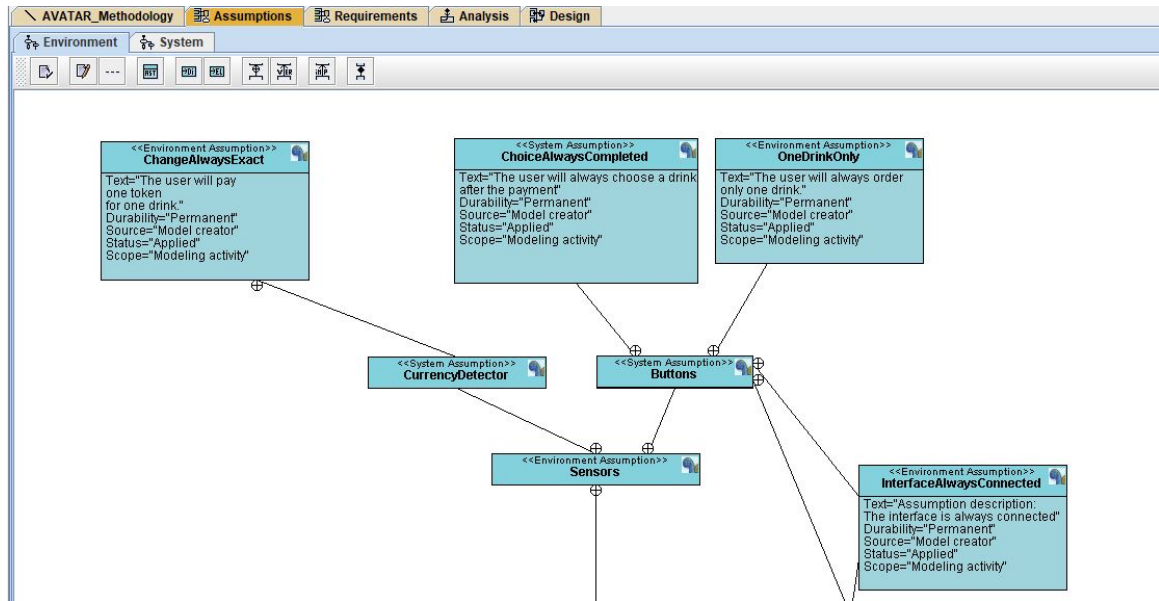 AVATAR_Methodology Assumptions Requirements Analysis Design
Environment System
<<Environment Assumption>>
ChangeAlwaysExact
Text="The user will pay
one token
for one drink."
Durability="Permanent"
Source="Model creator"
Status="Applied"
Scope="Modeling activity"
<<System Assumption>>
ChoiceAlwaysCompleted
Text="The user will always choose a drink
after the payment"
Durability="Permanent"
Source="Model creator"
Status="Applied"
Scope="Modeling activity"
<<Environment Assumption>>
OneDrinkOnly
Text="The user will always order
only one drink."
Durability="Permanent"
Source="Model creator"
Status="Applied"
Scope="Modeling activity"
<<System Assumption>>
CurrencyDetector
<<System Assumption>>
Buttons
<<Environment Assumption>>
Sensors
<<Environment Assumption>>
InterfaceAlwaysConnected
Text="Assumption description:
The interface is always connected"
Durability="Permanent"
Source="Model creator"
Status="Applied"
Scope="Modeling activity"